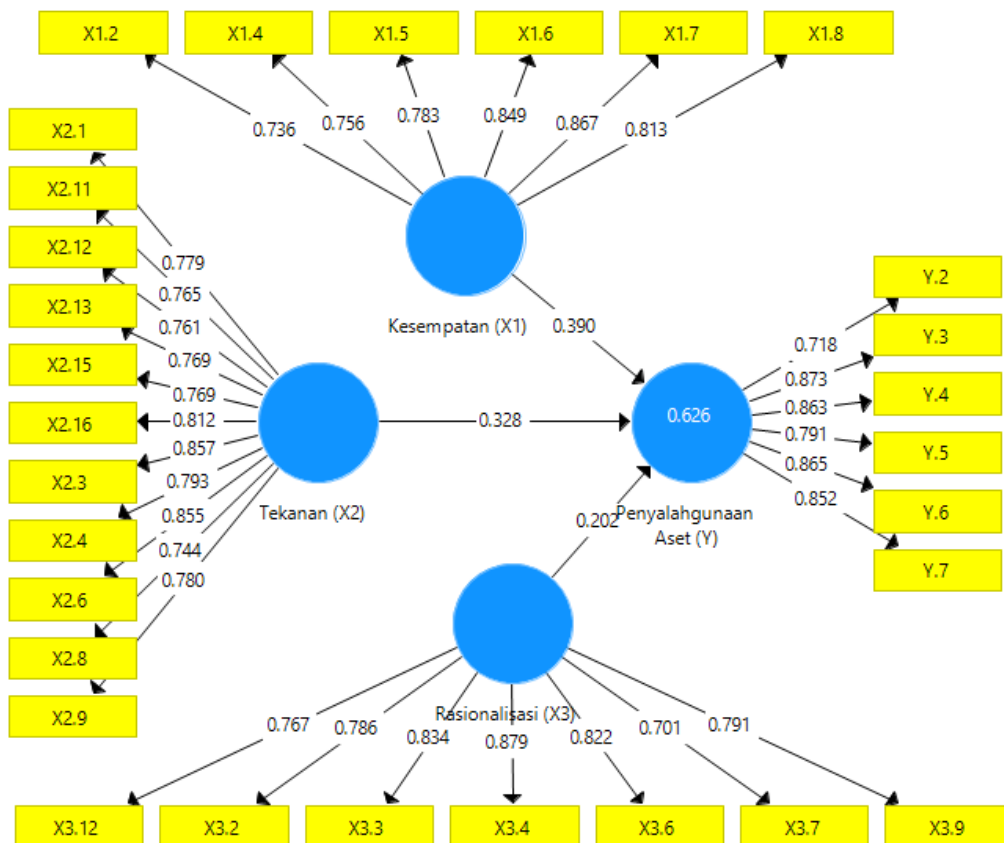 X1.2
X1.4
X1.5
X1.6
X1.7
X1.8
0.736
0.756
0.783
0.849
0.867
0.813
X2.1
X2.11
X2.12
X2.13
X2.15
X2.16
X2.3
X2.4
X2.6
X2.8
X2.9
0.779
0.765
0.761
0.769
0.769
0.812
0.857
0.793
0.855
0.744
0.780
Kesempatan (X1)
0.390
Tekanan (X2)
0.328
0.626
Penyalahgunaan
Aset (Y)
0.202
Y.2
Y.3
Y.4
Y.5
Y.6
Y.7
0.718
0.873
0.863
0.791
0.865
0.852
Rasionalisasi (X3)
0.767
0.786
0.834
0.879
0.822
0.701
0.791
X3.12
X3.2
X3.3
X3.4
X3.6
X3.7
X3.9